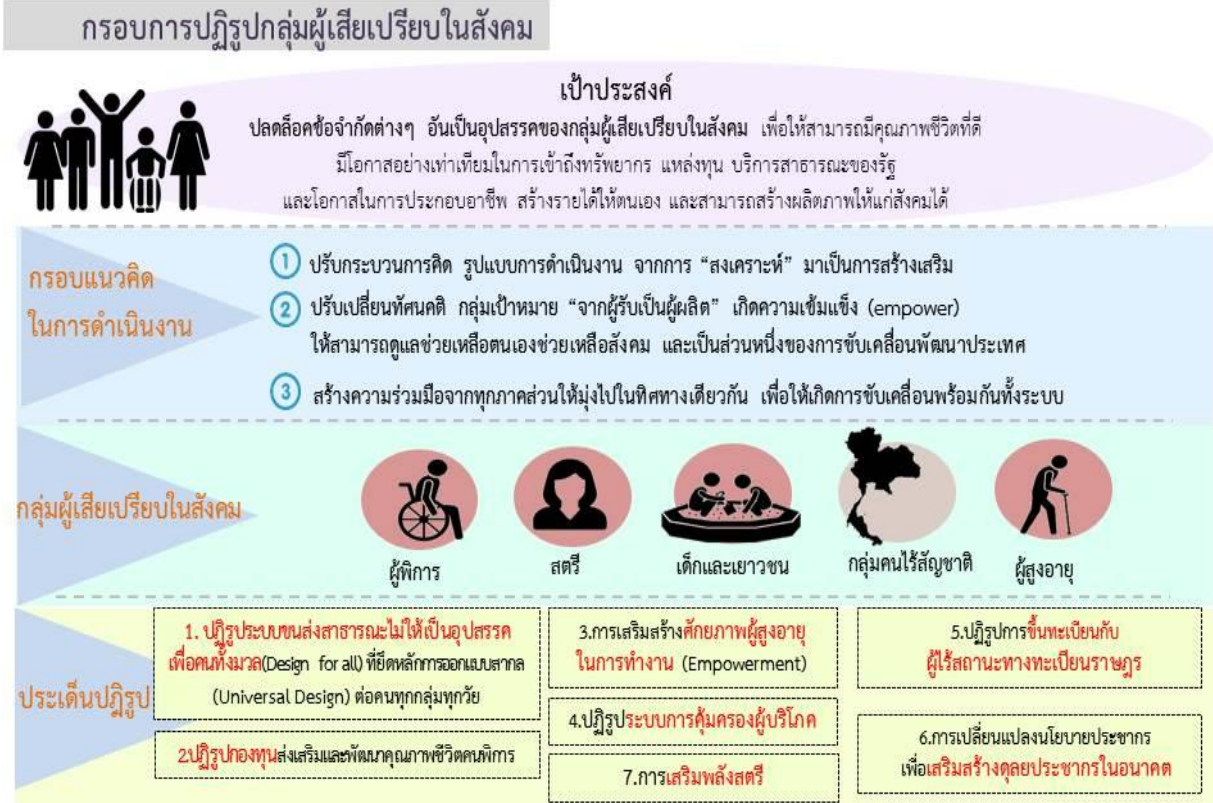 กรอบการปฏิรูปกลุ่มผู้เสียเปรียบในสังคม
เป้าประสงค์
ปลดล็อคข้อจำกัดต่างๆ อันเป็นอุปสรรคของกลุ่มผู้เสียเปรียบในสังคม เพื่อให้สามารถมีคุณภาพชีวิตที่ดี
มีโอกาสอย่างเท่าเทียมในการเข้าถึงทรัพยากร แหล่งทุน บริการสาธารณะของรัฐ
และโอกาสในการประกอบอาชีพ สร้างรายได้ให้ตนเอง และสามารถสร้างผลิตภาพให้แก่สังคมได้
กรอบแนวคิด
ในการดำเนินงาน
1 ปรับกระบวนการคิด รูปแบบการดำเนินงาน จากการ “สงเคราะห์” มาเป็นการสร้างเสริม
2 ปรับเปลี่ยนทัศนคติ กลุ่มเป้าหมาย “จากผู้รับเป็นผู้ผลิต” เกิดความเข้มแข็ง (empower)
ให้สามารถดูแลช่วยเหลือตนเองช่วยเหลือสังคม และเป็นส่วนหนึ่งของการขับเคลื่อนพัฒนาประเทศ
3 สร้างความร่วมมือจากทุกภาคส่วนให้มุ่งไปในทิศทางเดียวกัน เพื่อให้เกิดการขับเคลื่อนพร้อมกันทั้งระบบ
กลุ่มผู้เสียเปรียบในสังคม
ผู้พิการ
สตรี
เด็กและเยาวชน
กลุ่มคนไร้สัญชาติ
ผู้สูงอายุ
ประเด็นปฏิรูป
1. ปฏิรูประบบขนส่งสาธารณะไม่ให้เป็นอุปสรรค
เพื่อคนทั้งมวล(Design for all) ที่ยึดหลักการออกแบบสากล
(Universal Design) ต่อคนทุกกลุ่มทุกวัย
2.ปฏิรูปกองทุนส่งเสริมและพัฒนาคุณภาพชีวิตคนพิการ
3.การเสริมสร้างศักยภาพผู้สูงอายุ
ในการทำงาน (Empowerment)
4.ปฏิรูประบบการคุ้มครองผู้บริโภค
7.การเสริมพลังสตรี
5.ปฏิรูปการขึ้นทะเบียนกับ
ผู้ไร้สถานะทางทะเบียนราษฎร
6.การเปลี่ยนแปลงนโยบายประชากร
เพื่อเสริมสร้างดุลยประชากรในอนาคต